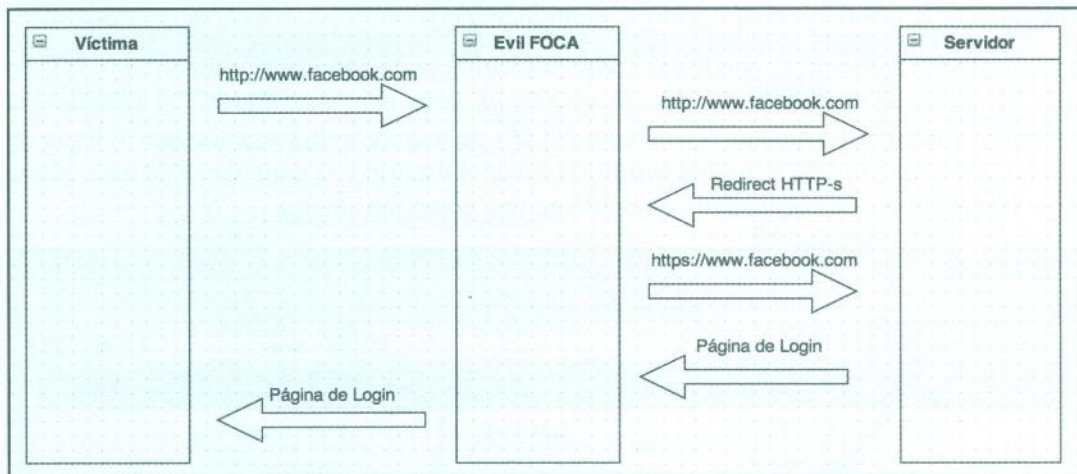 Víctima
Evil FOCA
Servidor
http://www.facebook.com
http://www.facebook.com
Redirect HTTP-s
https://www.facebook.com
Página de Login
Página de Login